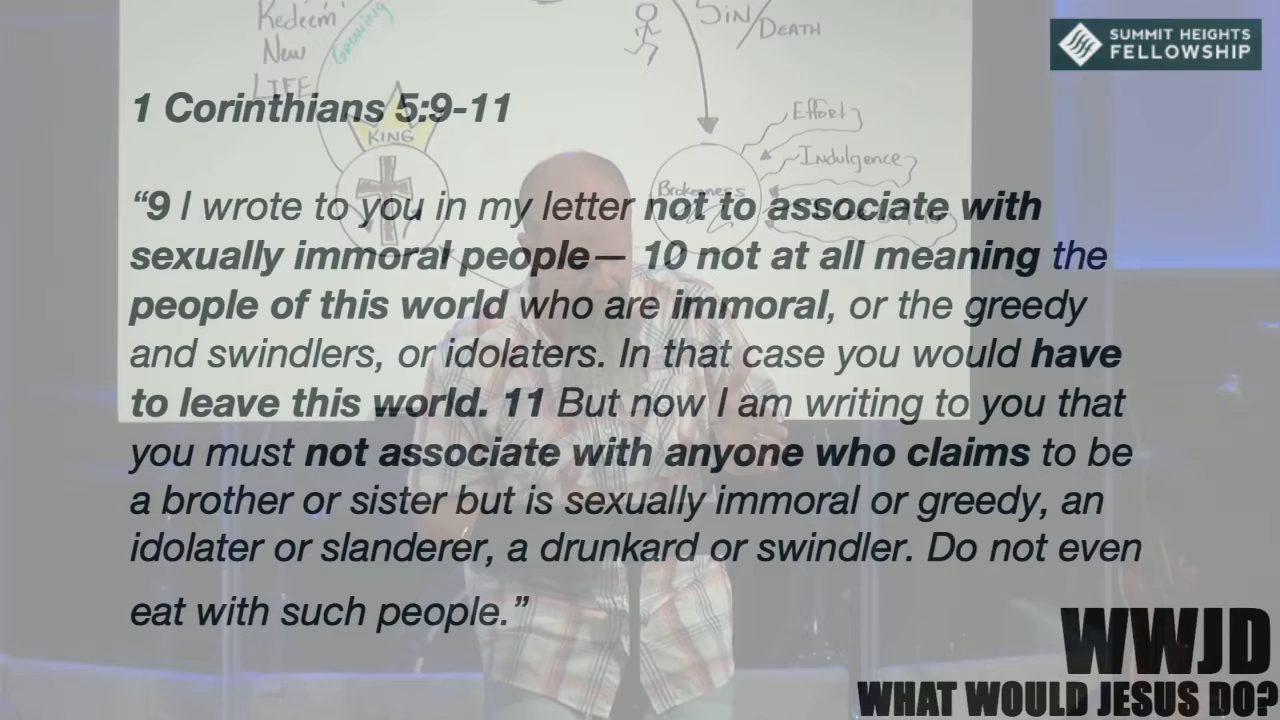 Redeem'
New
LIFE
Growing
SIN/
DEATH
SUMMIT HEIGHTS
FELLOWSHIP
1 Corinthians 5:9-11
KING
Effort
Indulgence
Brokenness
“9 I wrote to you in my letter not to associate with
sexually immoral people— 10 not at all meaning the
people of this world who are immoral, or the greedy
and swindlers, or idolaters. In that case you would have
to leave this world. 11 But now I am writing to you that
you must not associate with anyone who claims to be
a brother or sister but is sexually immoral or greedy, an
idolater or slanderer, a drunkard or swindler. Do not even
eat with such people.”
WWJD
WHAT WOULD JESUS DO?